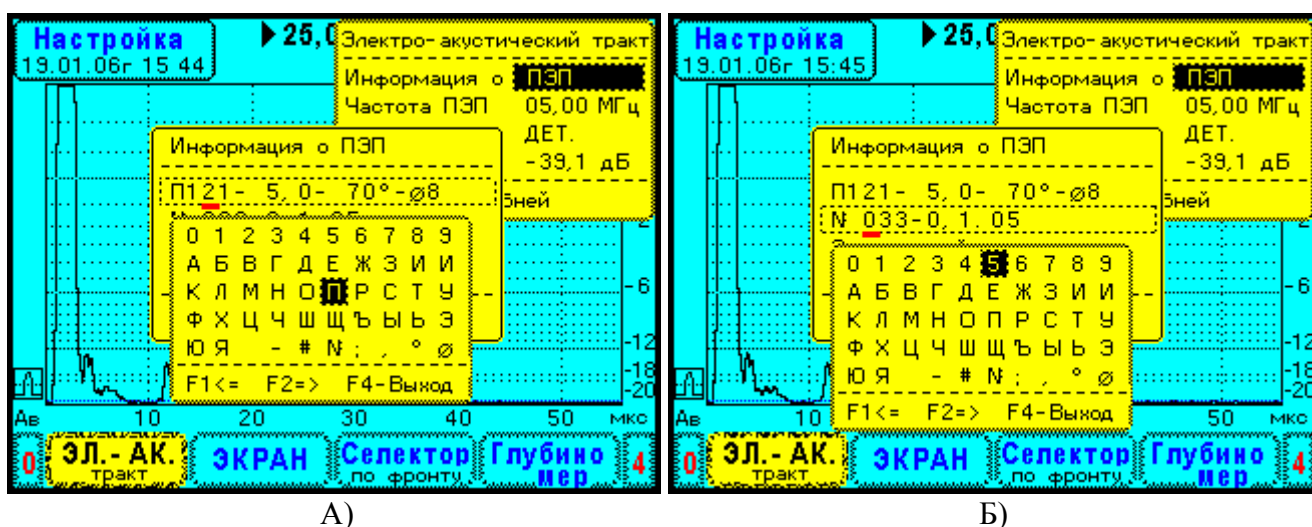 Настройка
19.01.06г 15 44
25,0
Электро-акустический тракт
Информация о ПЭП
Частота ПЭП 05,00 МГц
ДЕТ.
-39,1 дБ
бней
Информация о ПЭП
П121- 5,0- 70°-⌀8
0 1 2 3 4 5 6 7 8 9
А Б В Г Д Е Ж З И И
К Л М Н О П Р С Т У
Ф Х Ц Ч Ш Щ Ъ Ы Ь Э
Ю Я - # № ; , ° ⌀
F1<= F2=> F4-Выход
-6
-12
-18
-20
Ав 10 20 30 40 50 мкс
0
ЭЛ.- АК.
тракт
ЭКРАН
Селектор
по фронту
Глубино
мер
4
А)
Настройка
19.01.06г 15:45
25,0
Электро-акустический тракт
Информация о ПЭП
Частота ПЭП 05,00 МГц
ДЕТ.
-39,1 дБ
бней
Информация о ПЭП
П121- 5,0- 70°-⌀8
№ 033-0,1.05
0 1 2 3 4 5 6 7 8 9
А Б В Г Д Е Ж З И И
К Л М Н О П Р С Т У
Ф Х Ц Ч Ш Щ Ъ Ы Ь Э
Ю Я - # № ; , ° ⌀
F1<= F2=> F4-Выход
-6
-12
-18
-20
Ав 10 50 мкс
0
ЭЛ.- АК.
тракт
ЭКРАН
Селектор
по фронту
Глубино
мер
4
Б)